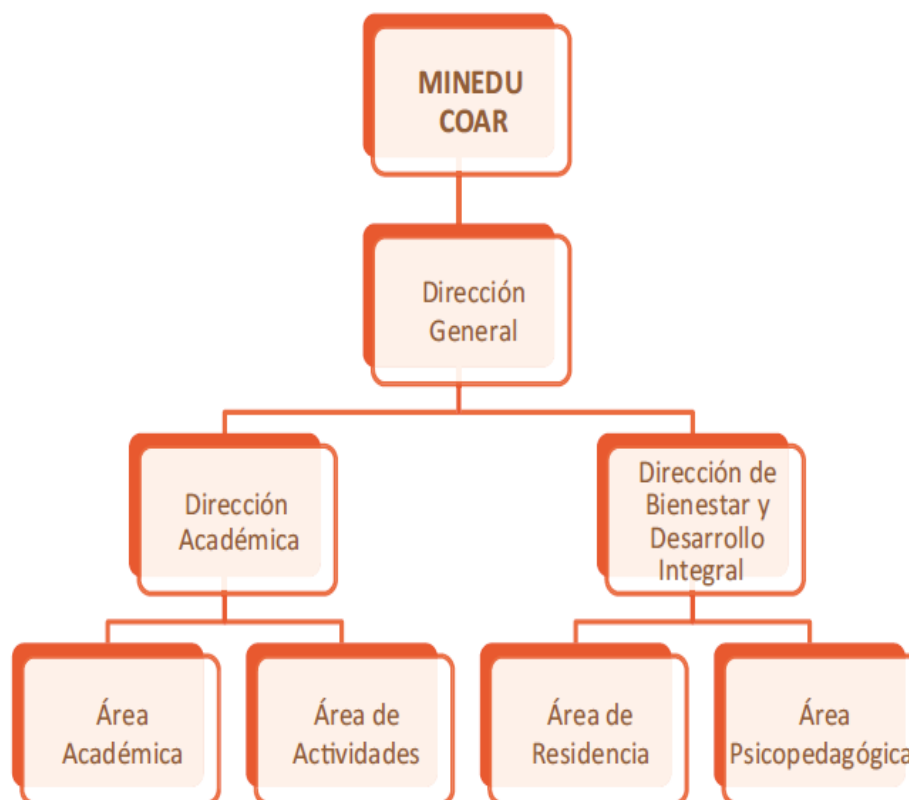 MINEDU
COAR
Dirección
General
Dirección
Académica
Dirección de
Bienestar y
Desarrollo
Integral
Área
Académica
Área de
Actividades
Área de
Residencia
Área
Psicopedagógica